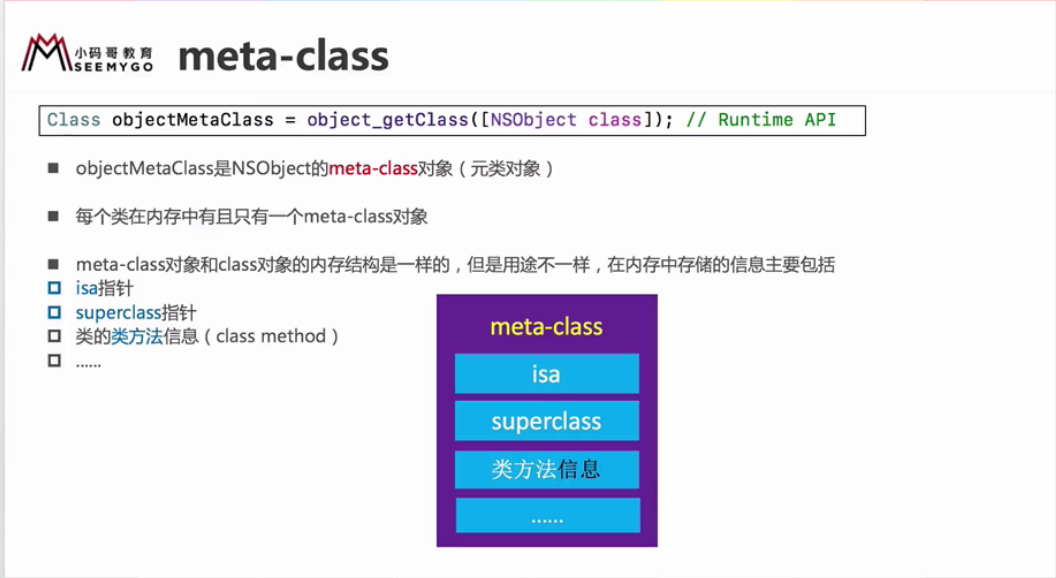 小码哥教育
SEEMYGO
meta-class
Class objectMetaClass = object_getClass([NSObject class]); // Runtime API
objectMetaClass是NSObject的meta-class对象（元类对象）
每个类在内存中有且只有一个meta-class对象
meta-class对象和class对象的内存结构是一样的，但是用途不一样，在内存中存储的信息主要包括
isa指针
superclass指针
类的类方法信息（class method）
......
meta-class
isa
superclass
类方法信息
......